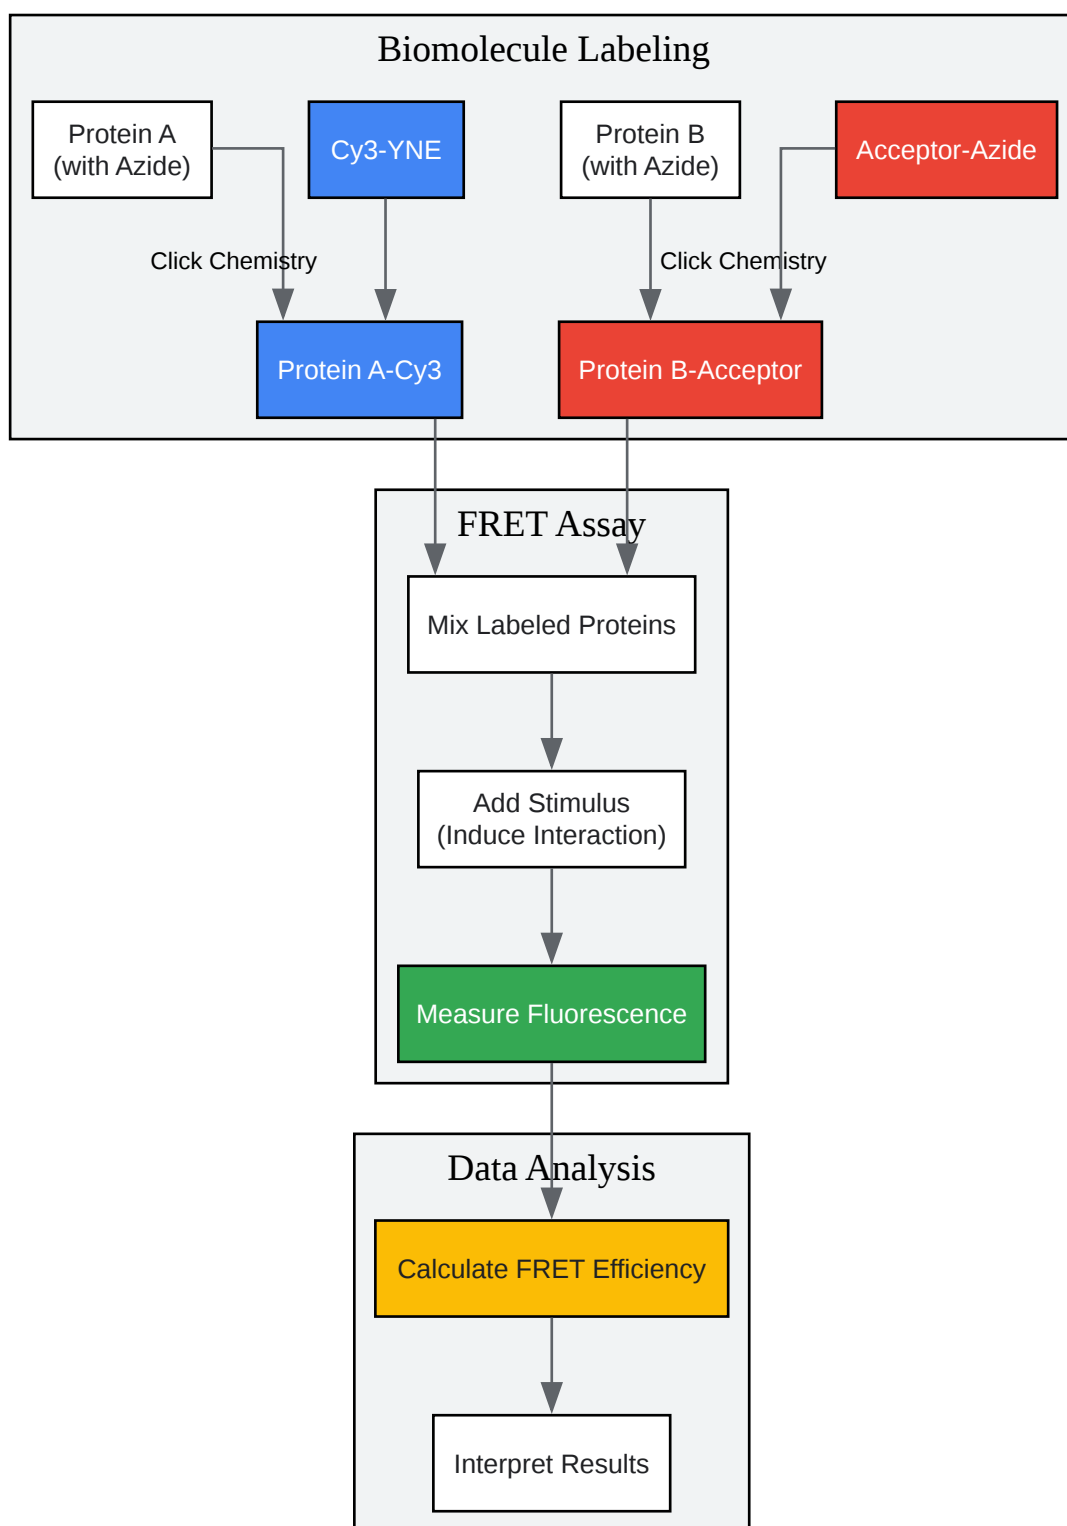 Biomolecule Labeling
Protein A
(with Azide)
Cy3-YNE
Protein B
(with Azide)
Acceptor-Azide
Click Chemistry
Click Chemistry
Protein A-Cy3
Protein B-Acceptor
FRET Assay
Mix Labeled Proteins
Add Stimulus
(Induce Interaction)
Measure Fluorescence
Data Analysis
Calculate FRET Efficiency
Interpret Results